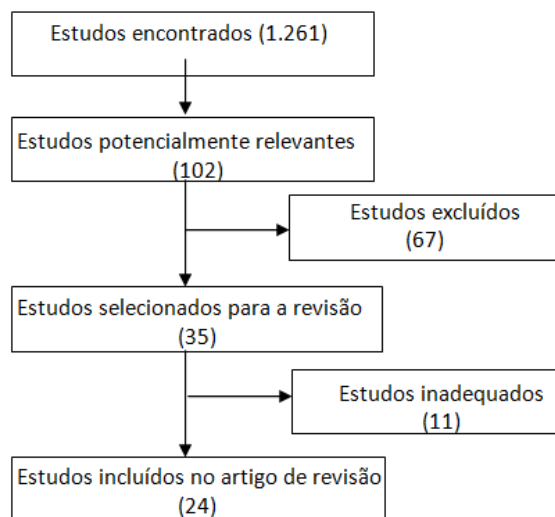 Estudos encontrados (1.261)
Estudos potencialmente relevantes
(102)
Estudos excluídos
(67)
Estudos selecionados para a revisão
(35)
Estudos inadequados
(11)
Estudos incluídos no artigo de revisão
(24)